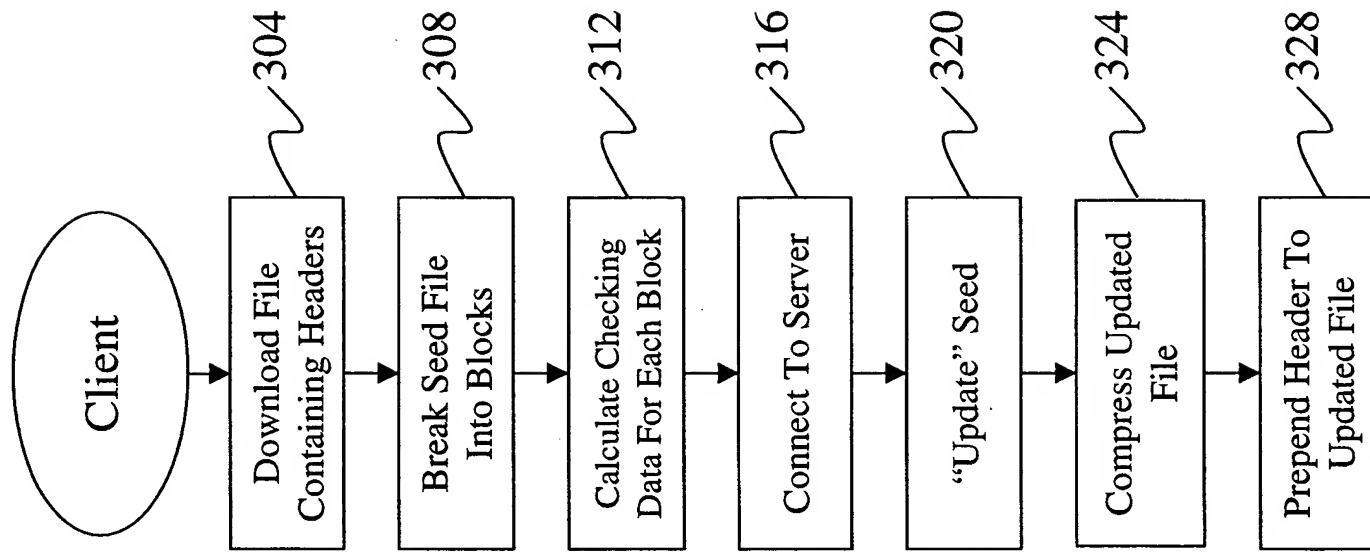 Client
Download File
Containing Headers
304
Break Seed File
Into Blocks
308
Calculate Checking
Data For Each Block
312
Connect To Server
316
“Update” Seed
320
Compress Updated
File
324
Prepend Header To
Updated File
328